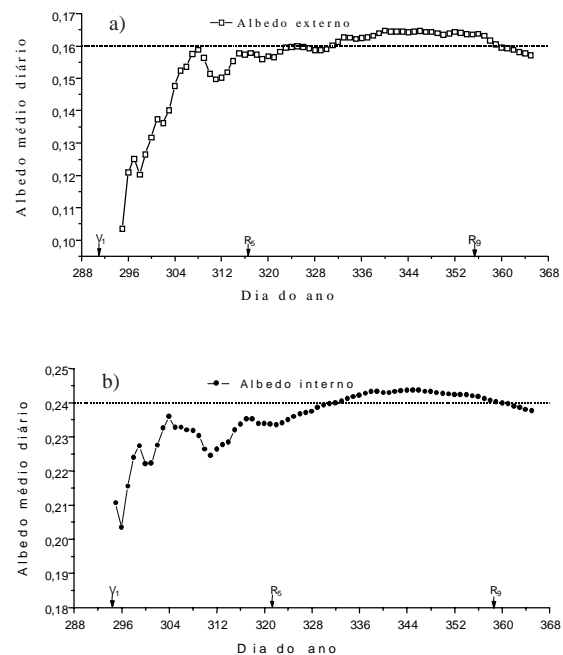 a)
Albedo externo
Albedo médio diário
0,17
0,16
0,15
0,14
0,13
0,12
0,11
0,10
V1
R5
R9
288 296 304 312 320 328 336 344 352 360 368
Dia do ano
b)
Albedo interno
Albedo médio diário
0,25
0,24
0,23
0,22
0,21
0,20
0,19
0,18
V1
R5
R9
288 296 304 312 320 328 336 344 352 360 368
Dia do ano